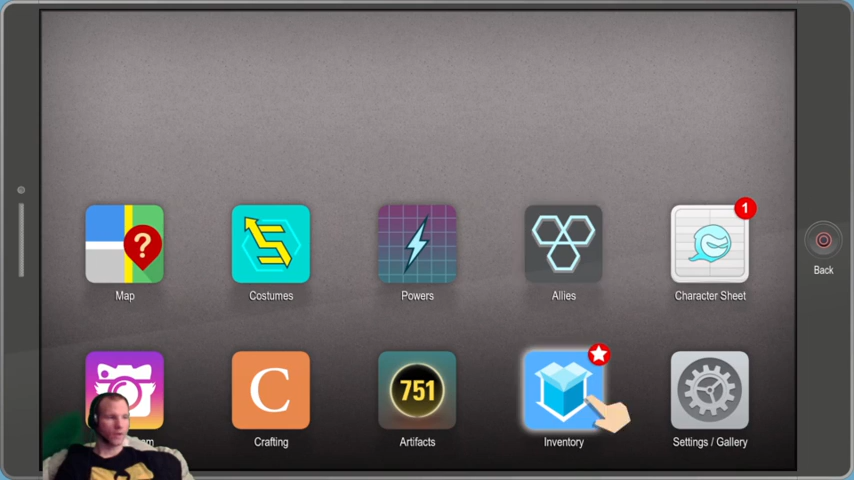 ?
1
Map
Costumes
Powers
Allies
Character Sheet
Back
C
751
Crafting
Artifacts
Inventory
Settings / Gallery